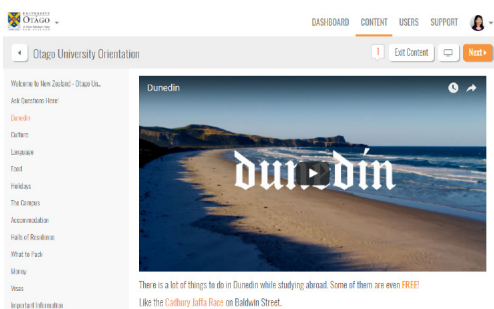 OTAGO
DASHBOARD CONTENT USERS SUPPORT
Otago University Orientation
Exit Content
Next
Welcome to New Zealand - Otago Un...
Ask Questions Here!
Dunedin
Culture
Language
Food
Holidays
The Campus
Accommodation
Halls of Residence
What to Pack
Money
Visas
Important Information
Dunedin
dunedin
There is a lot of things to do in Dunedin while studying abroad. Some of them are even FREE!
Like the Cadbury Jaffa Race on Baldwin Street.